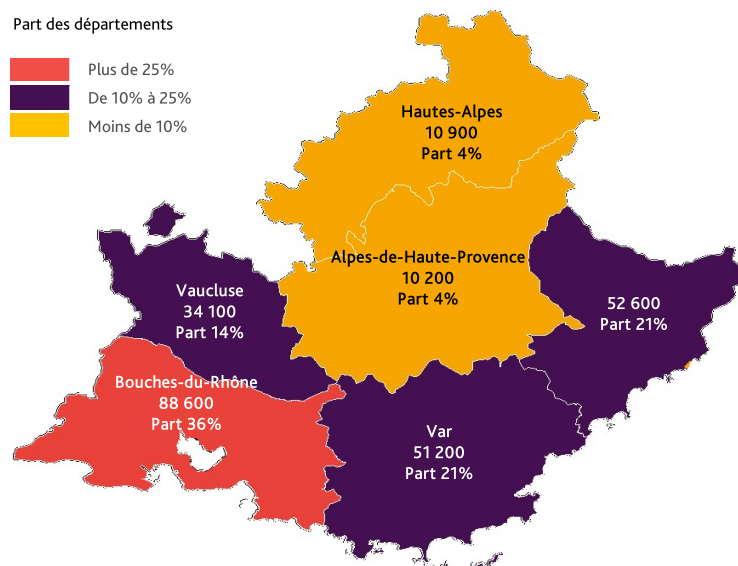 Part des départements
Plus de 25%
De 10% à 25%
Moins de 10%
Hautes-Alpes
10 900
Part 4%
Alpes-de-Haute-Provence
10 200
Part 4%
Vaucluse
34 100
Part 14%
52 600
Part 21%
Bouches-du-Rhône
88 600
Part 36%
Var
51 200
Part 21%